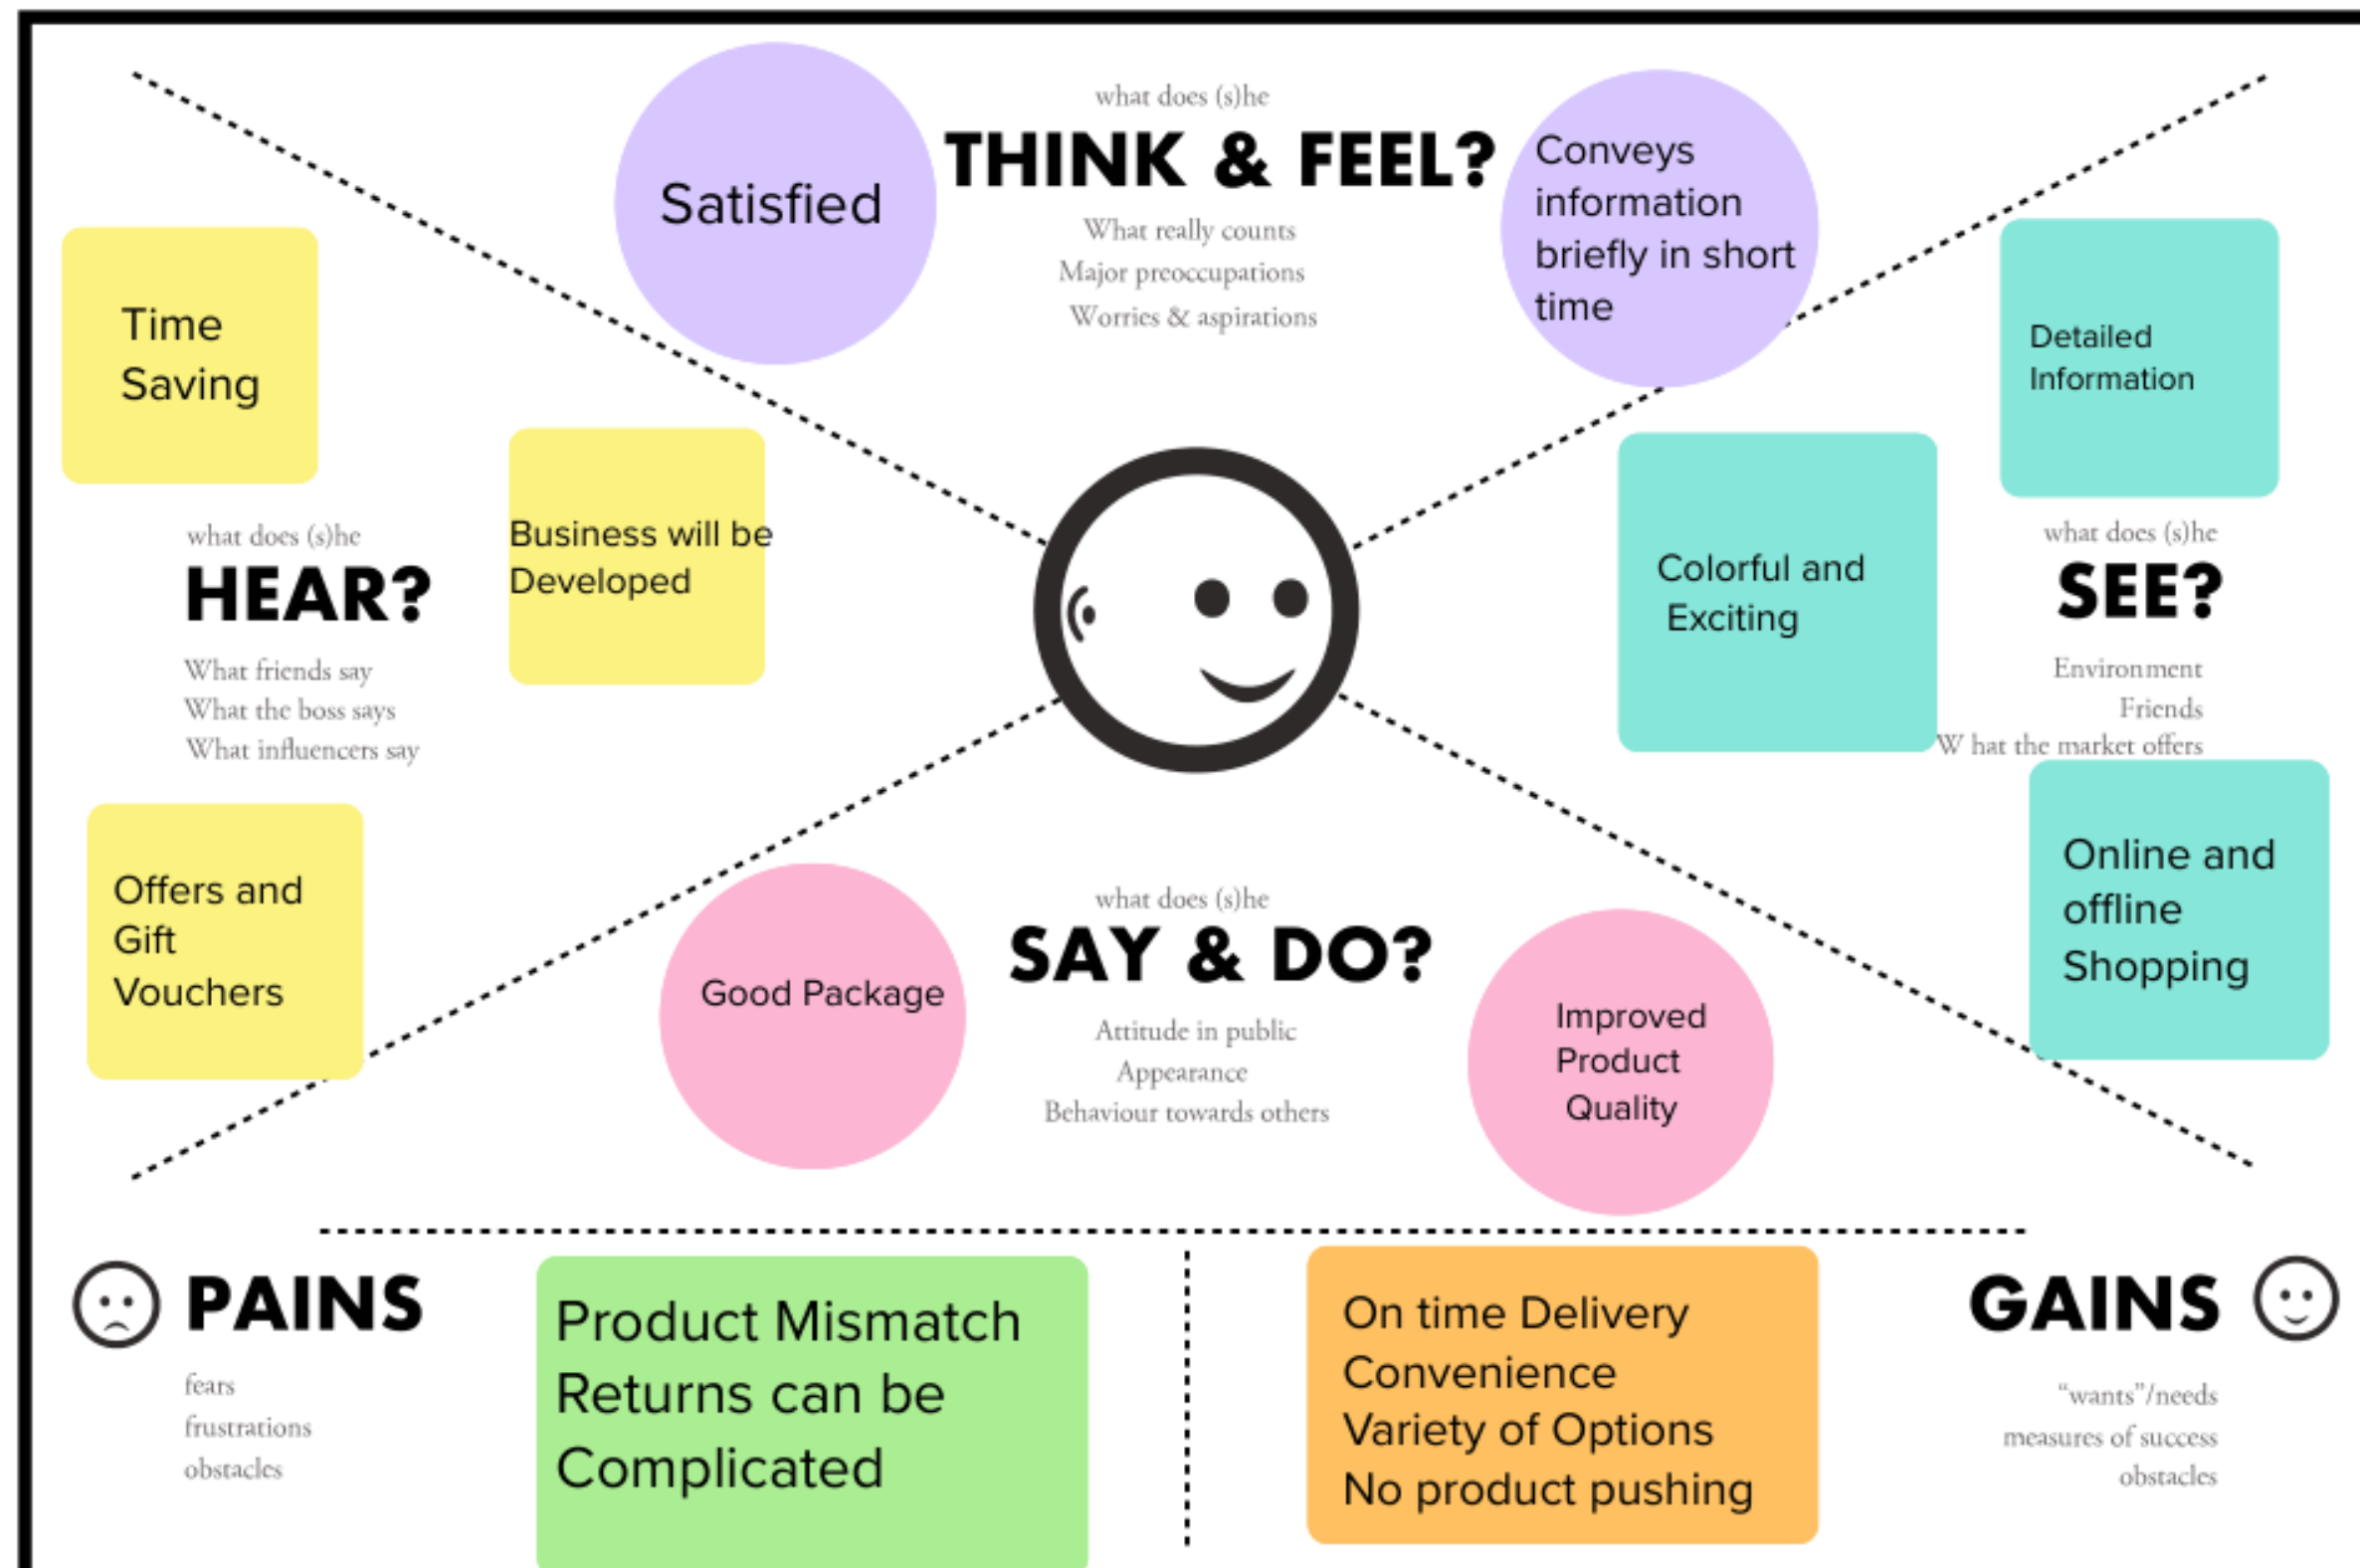 what does (s)he
THINK & FEEL?
What really counts
Major preoccupations
Worries & aspirations
Satisfied
Conveys
information
briefly in short
time
Time
Saving
Business will be
Developed
what does (s)he
HEAR?
What friends say
What the boss says
What influencers say
Offers and
Gift
Vouchers
Detailed
Information
Colorful and
Exciting
what does (s)he
SEE?
Environment
Friends
W hat the market offers
Online and
offline
Shopping
what does (s)he
SAY & DO?
Attitude in public
Appearance
Behaviour towards others
Good Package
Improved
Product
Quality
PAINS
fears
frustrations
obstacles
Product Mismatch
Returns can be
Complicated
On time Delivery
Convenience
Variety of Options
No product pushing
GAINS
“wants”/needs
measures of success
obstacles